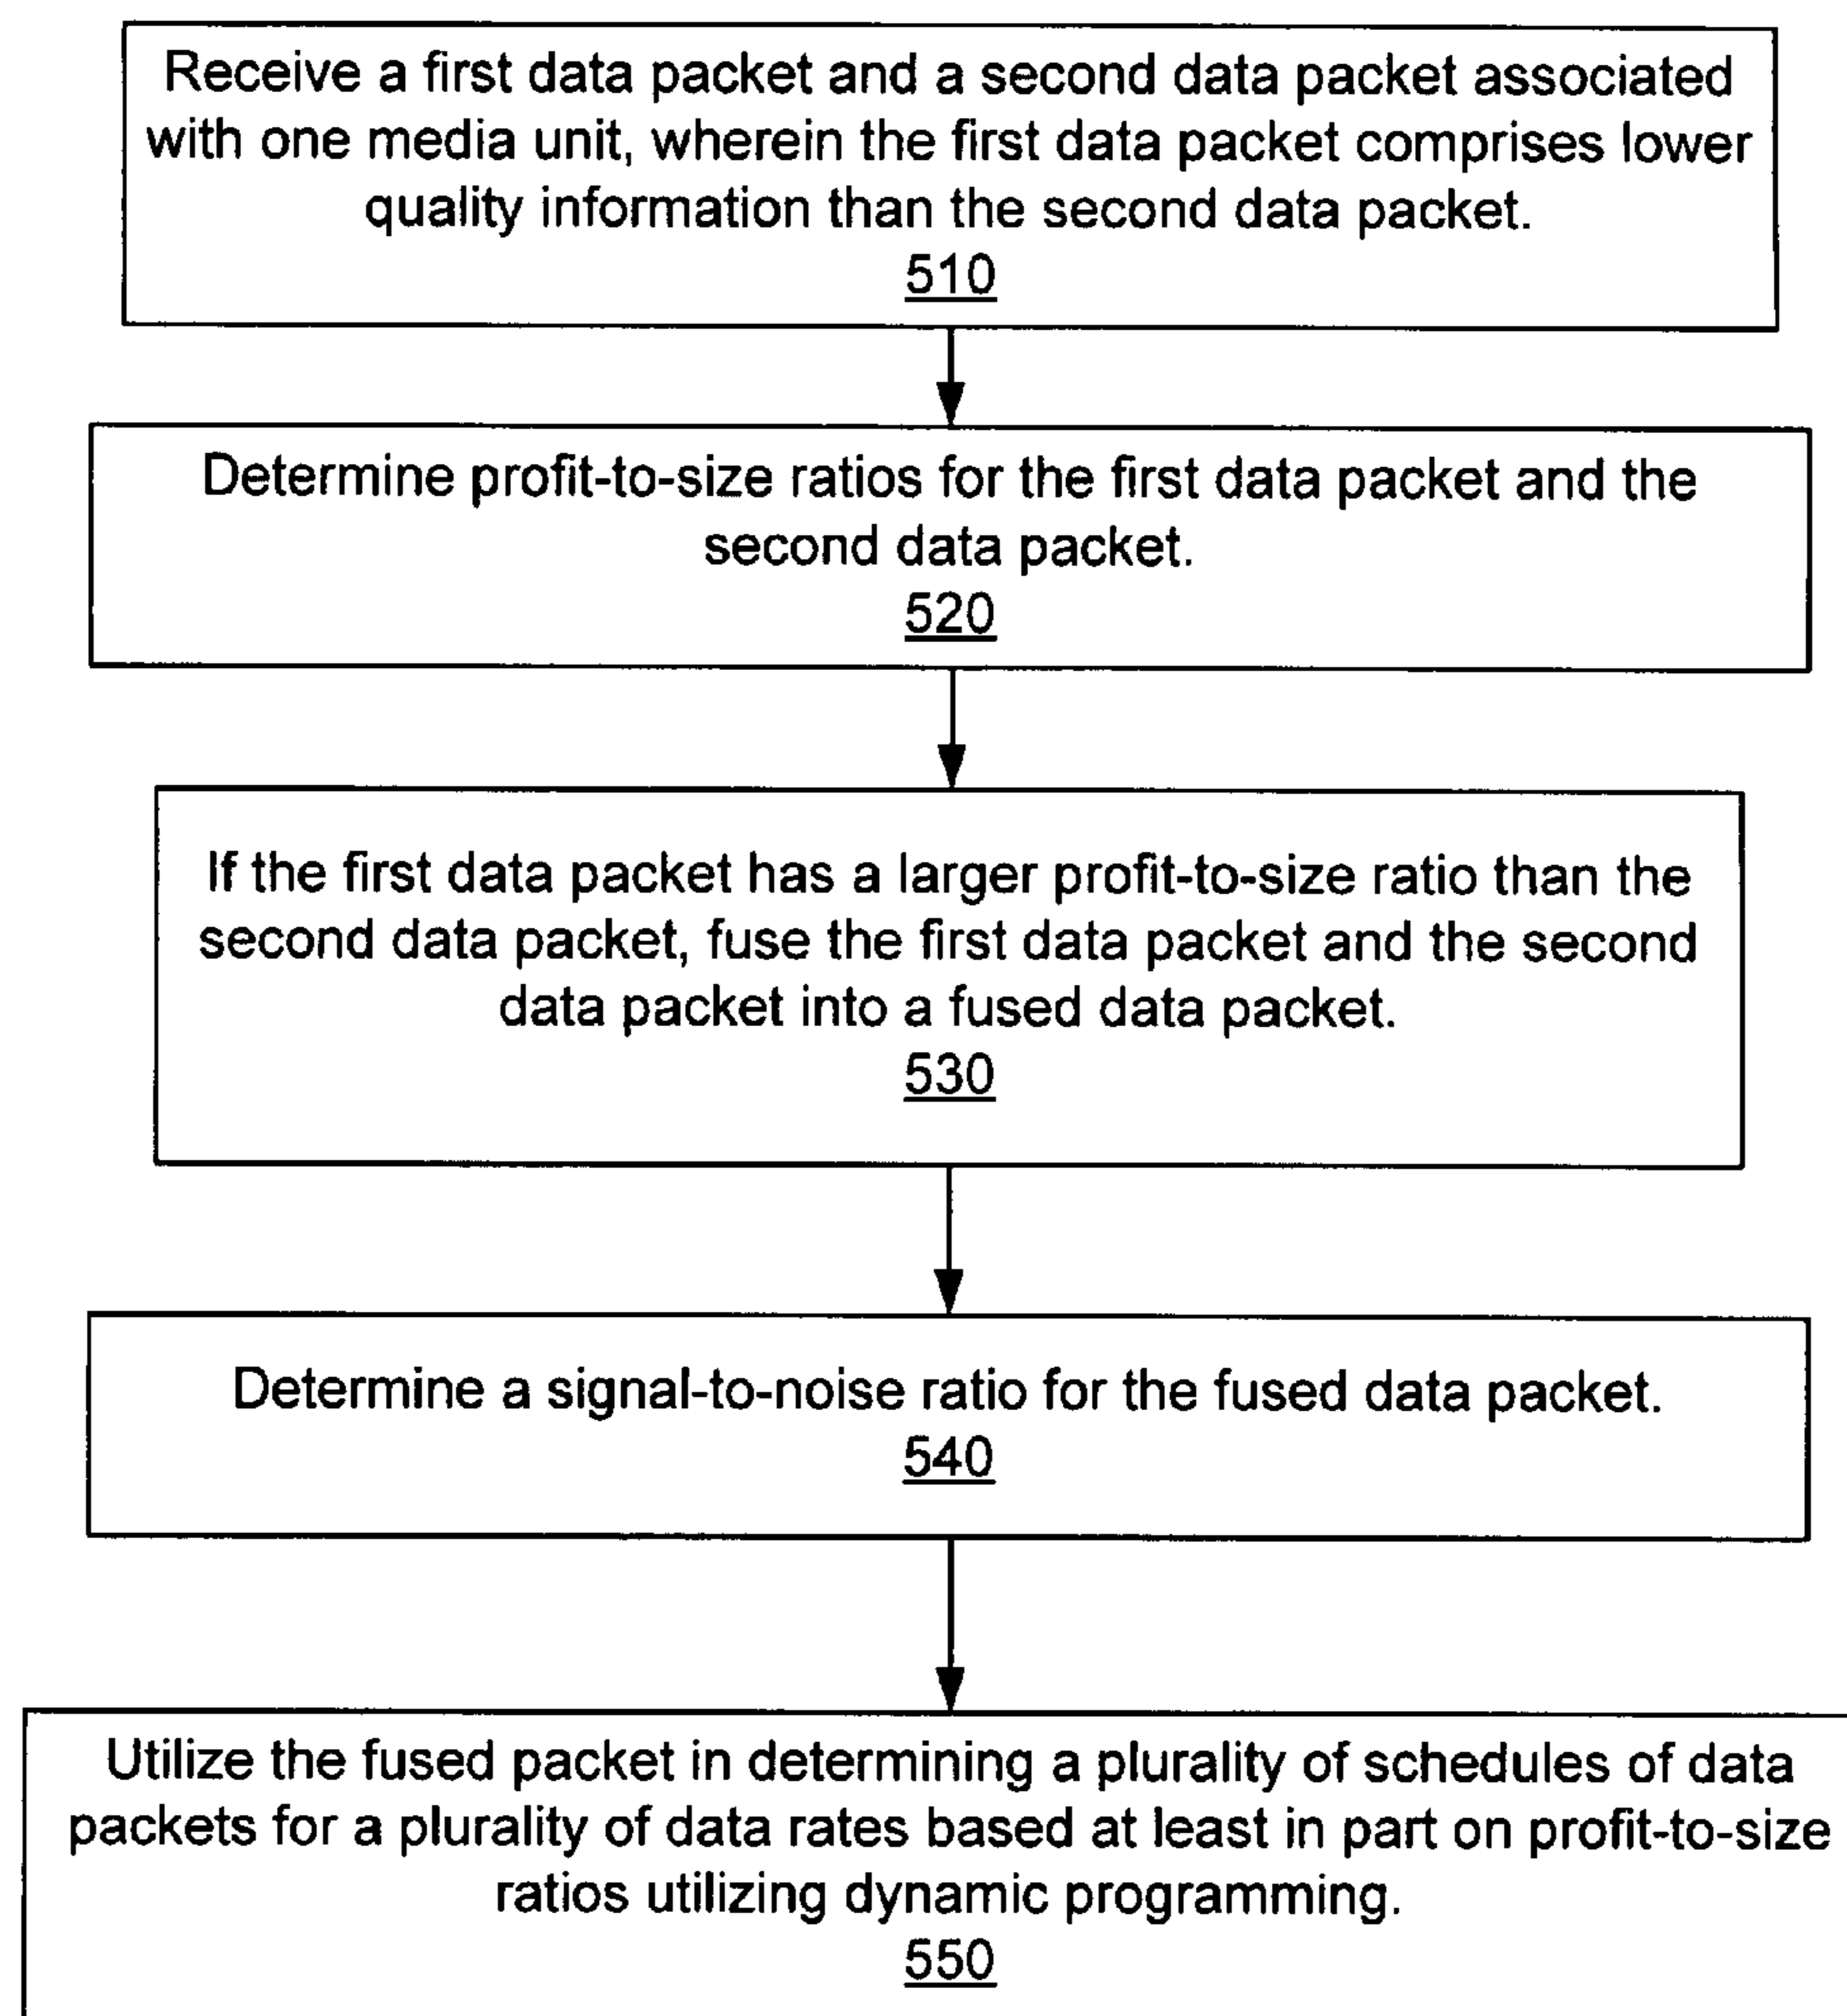 Receive a first data packet and a second data packet associated
with one media unit, wherein the first data packet comprises lower
quality information than the second data packet.
510
Determine profit-to-size ratios for the first data packet and the
second data packet.
520
If the first data packet has a larger profit-to-size ratio than the
second data packet, fuse the first data packet and the second
data packet into a fused data packet.
530
Determine a signal-to-noise ratio for the fused data packet.
540
Utilize the fused packet in determining a plurality of schedules of data
packets for a plurality of data rates based at least in part on profit-to-size
ratios utilizing dynamic programming.
550